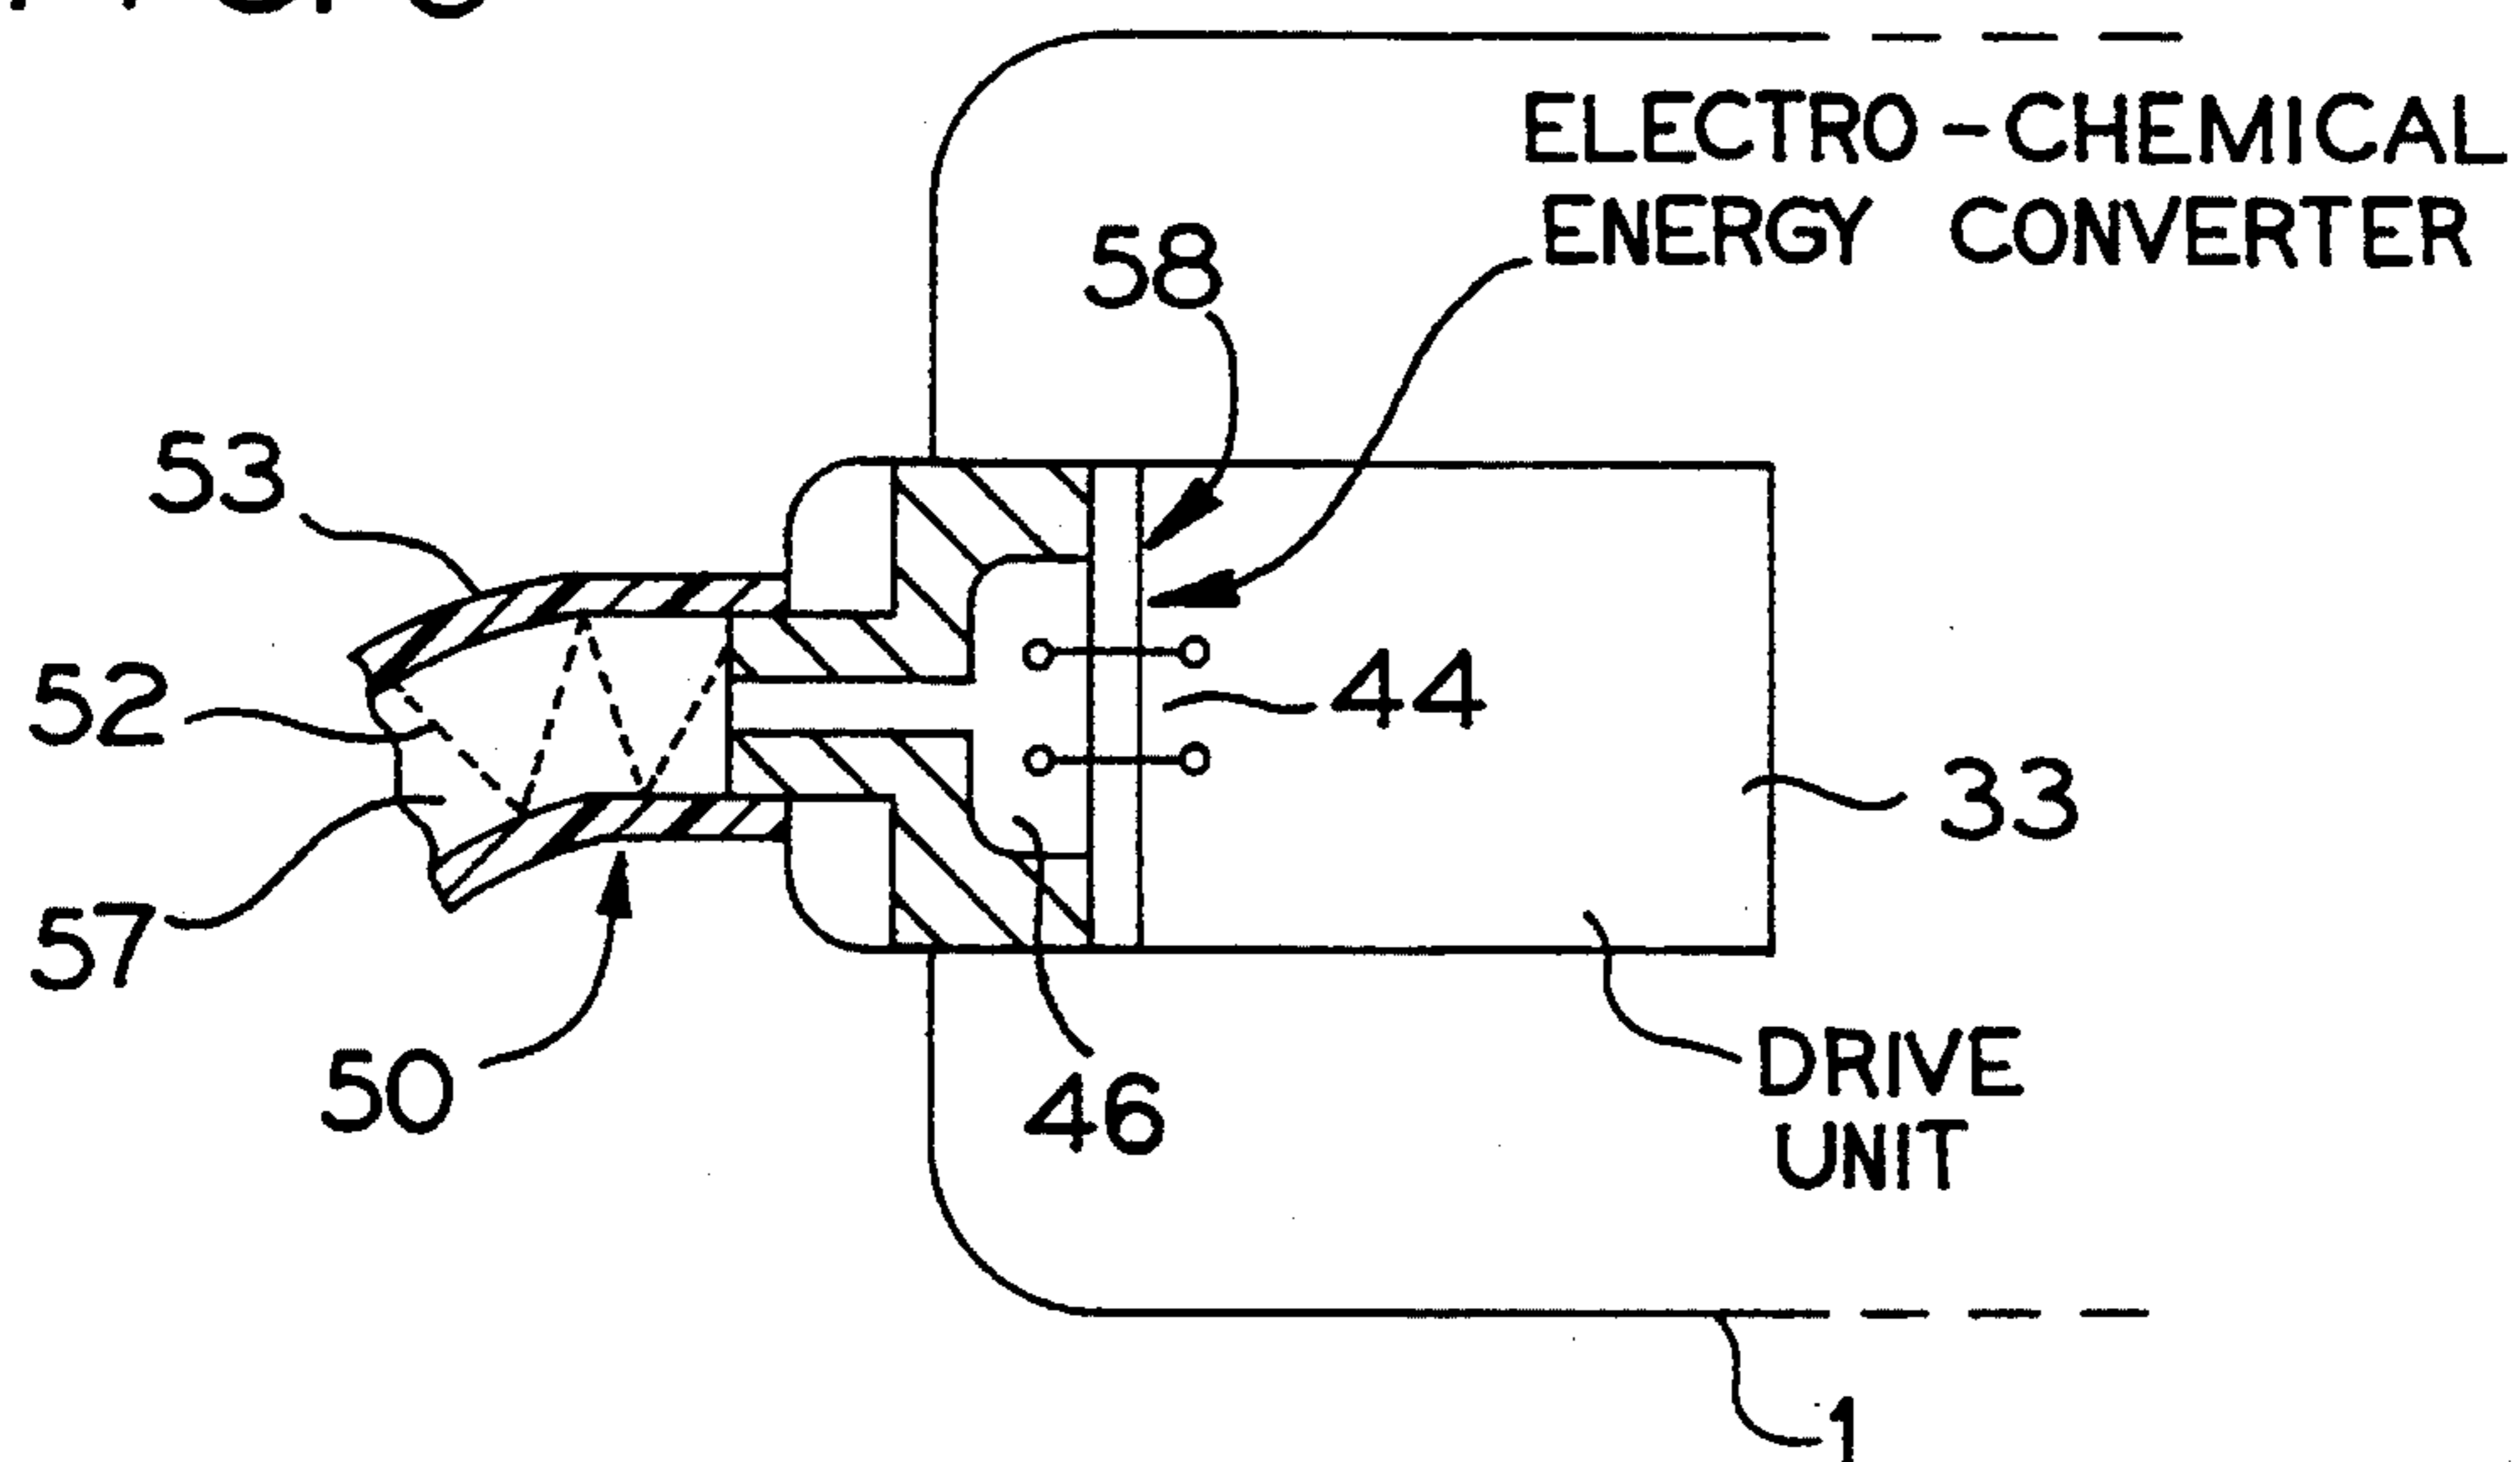 ELECTRO-CHEMICAL
ENERGY CONVERTER
58
53
52
44
33
57
50
46
DRIVE
UNIT
1